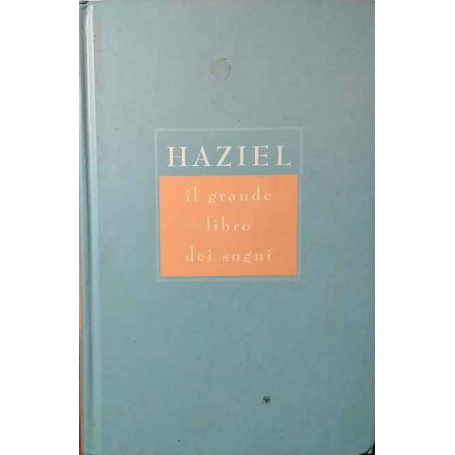 HAZIEL
il grande
libro
dei sogni